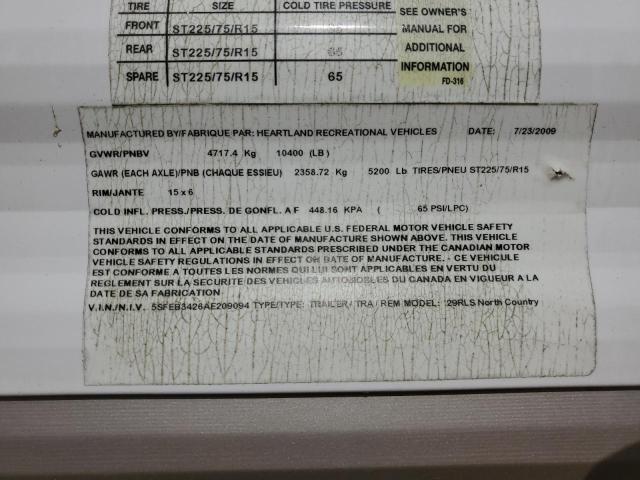 TIRE SIZE COLD TIRE PRESSURE
FRONT ST225/75/R15
REAR ST225/75/R15 65
SPARE ST225/75/R15 65
SEE OWNER'S
MANUAL FOR
ADDITIONAL
INFORMATION
FD-316
MANUFACTURED BY/FABRIQUE PAR: HEARTLAND RECREATIONAL VEHICLES DATE: 7/23/2009
GVWR/PNBV 4717.4 Kg 10400 (LB)
GAWR (EACH AXLE)/PNB (CHAQUE ESSIEU) 2358.72 Kg 5200 Lb TIRES/PNEU ST225/75/R15
RIM/JANTE 15 x 6
COLD INFL. PRESS./PRESS. DE GONFL. A F 448.16 KPA ( 65 PSI/LPC)
THIS VEHICLE CONFORMS TO ALL APPLICABLE U.S. FEDERAL MOTOR VEHICLE SAFETY
STANDARDS IN EFFECT ON THE DATE OF MANUFACTURE SHOWN ABOVE. THIS VEHICLE
CONFORMS TO ALL APPLICABLE STANDARDS PRESCRIBED UNDER THE CANADIAN MOTOR
VEHICLE SAFETY REGULATIONS IN EFFECT ON DATE OF MANUFACTURE. - CE VEHICULE
EST CONFORME A TOUTES LES NORMES QUI LUI SONT APPLICABLES EN VERTU DU
REGLEMENT SUR LA SECURITE DES VEHICLES AUTOMOBILES DU CANADA EN VIGUEUR A LA
DATE DE SA FABRICATION
V.I.N./N.I.V. 5SFEB3426AE209094 TYPE/TYPE: TRAILER / TRA / REM MODEL: 29RLS North Country